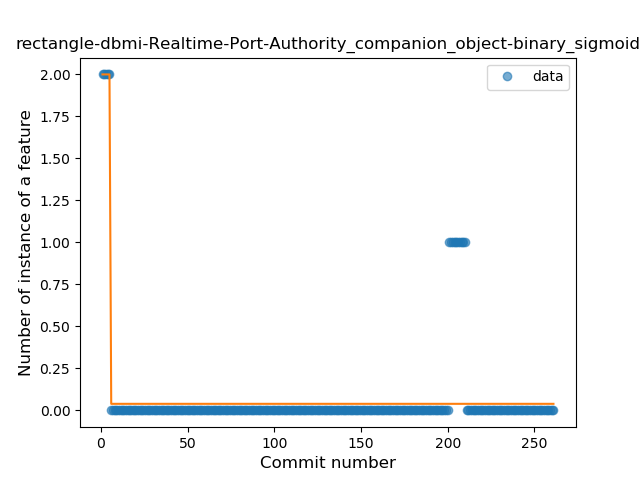 rectangle-dbmi-Realtime-Port-Authority_companion_object-binary_sigmoid
data
Number of instance of a feature
2.00
1.75
1.50
1.25
1.00
0.75
0.50
0.25
0.00
0 50 100 150 200 250
Commit number